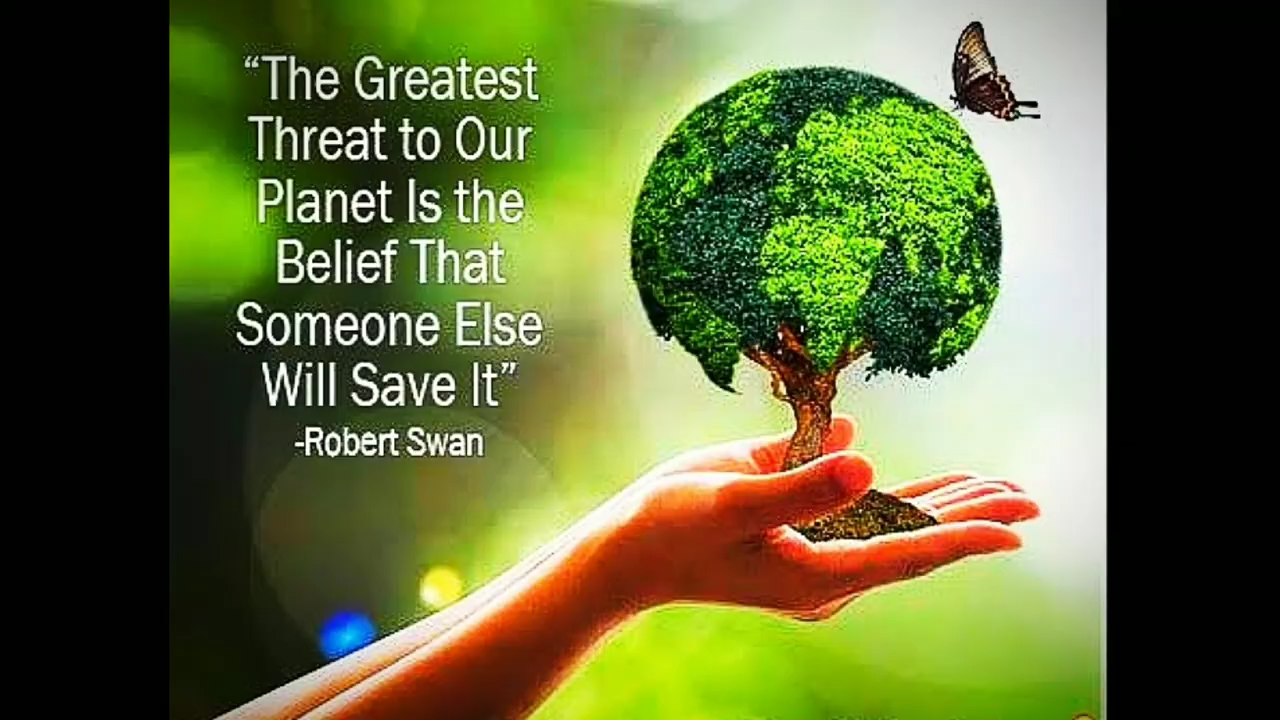 “The Greatest
Threat to Our
Planet Is the
Belief That
Someone Else
Will Save It”
-Robert Swan